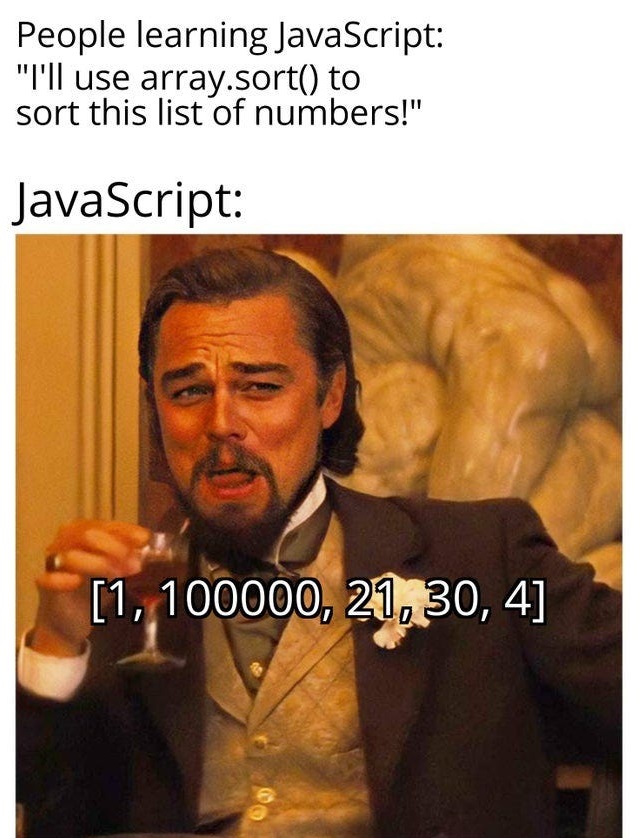 People learning JavaScript:
"I'll use array.sort() to
sort this list of numbers!"
JavaScript:
[1, 100000, 21, 30, 4]